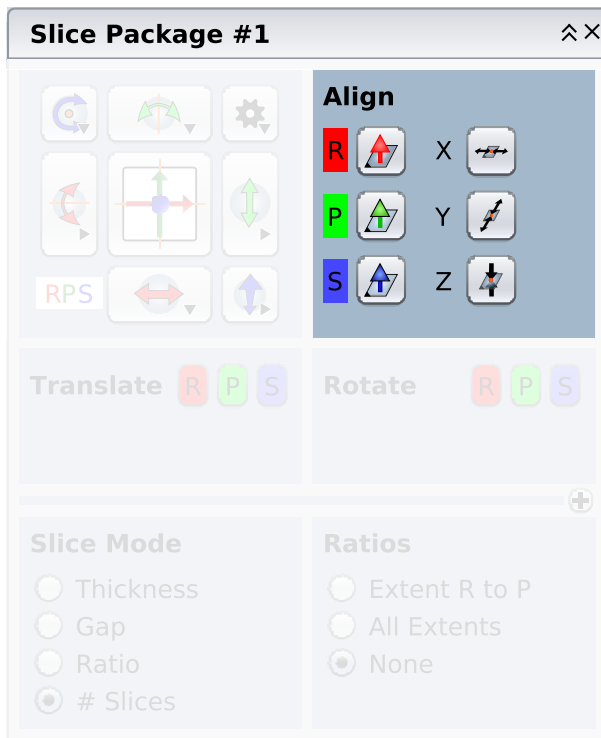 Slice Package #1
Align
R X
P Y
RPS S Z
Translate R P S
Rotate R P S
Slice Mode
Thickness
Gap
Ratio
# Slices
Ratios
Extent R to P
All Extents
None